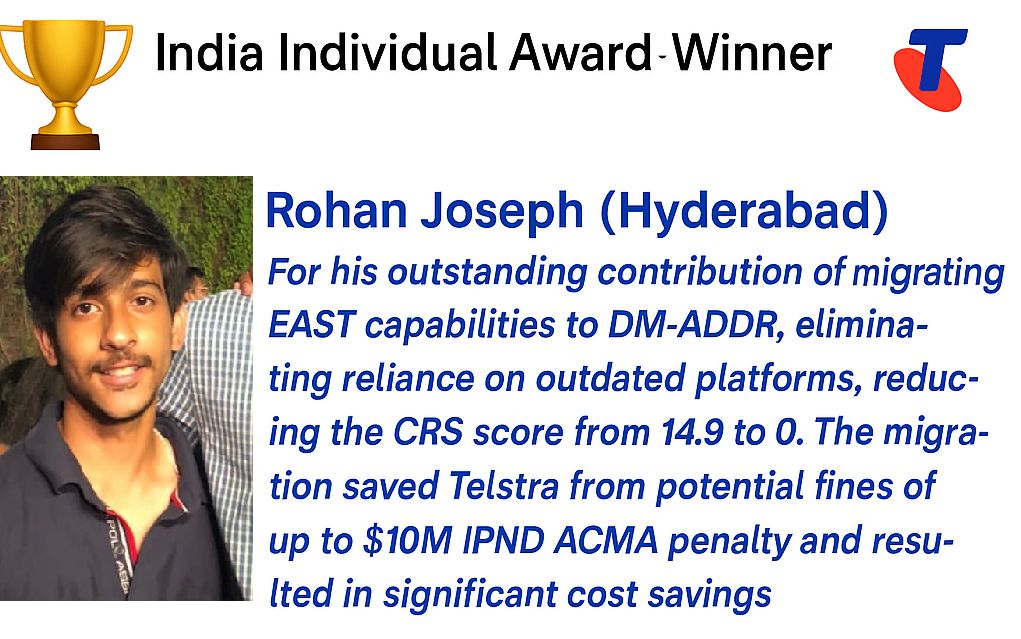 India Individual Award-Winner
T
Rohan Joseph (Hyderabad)
For his outstanding contribution of migrating
EAST capabilities to DM-ADDR, elimina-
ting reliance on outdated platforms, reduc-
ing the CRS score from 14.9 to 0. The migra-
tion saved Telstra from potential fines of
up to $10M IPND ACMA penalty and resu-
lted in significant cost savings